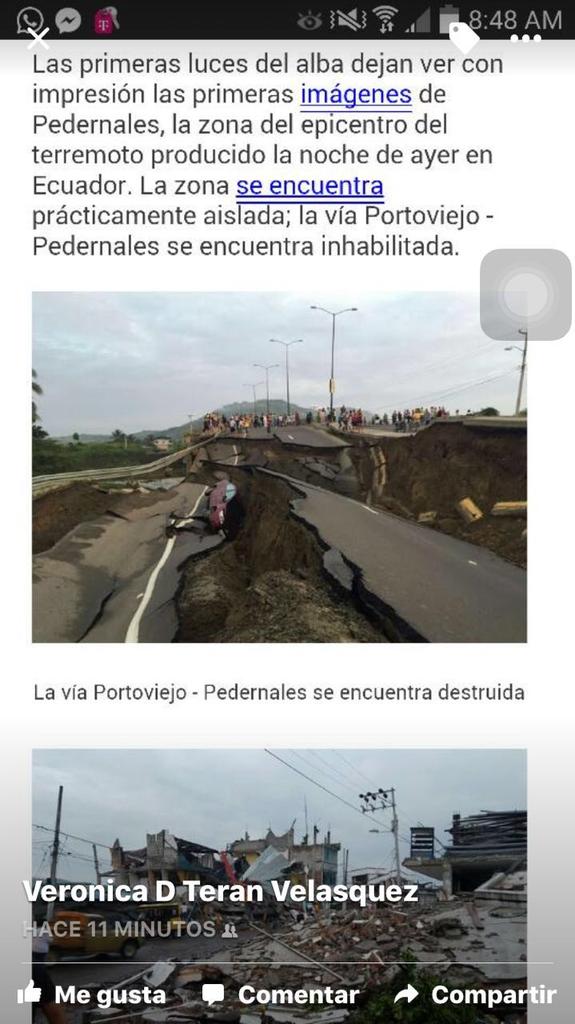 8:48 AM
Las primeras luces del alba dejan ver con
impresión las primeras imágenes de
Pedernales, la zona del epicentro del
terremoto producido la noche de ayer en
Ecuador. La zona se encuentra
prácticamente aislada; la vía Portoviejo -
Pedernales se encuentra inhabilitada.
La vía Portoviejo - Pedernales se encuentra destruida
Veronica D Teran Velasquez
HACE 11 MINUTOS
Me gusta Comentar Compartir